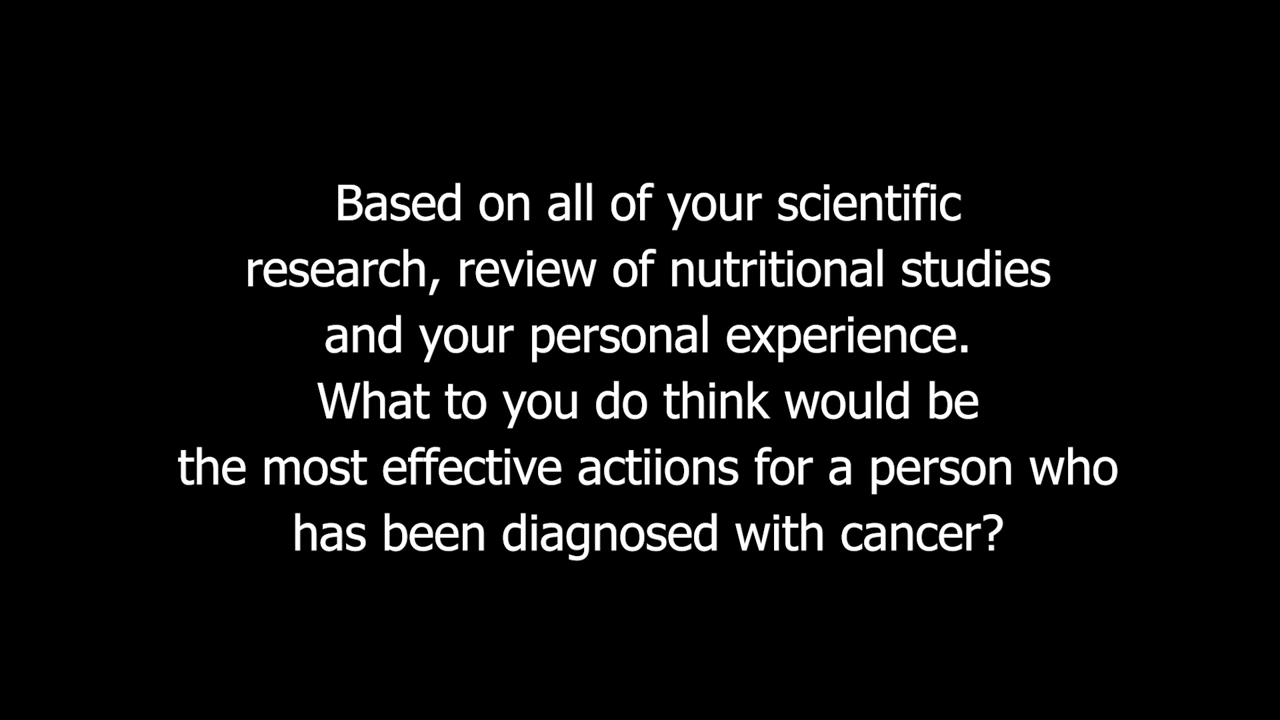 Based on all of your scientific
research, review of nutritional studies
and your personal experience.
What to you do think would be
the most effective actiions for a person who
has been diagnosed with cancer?